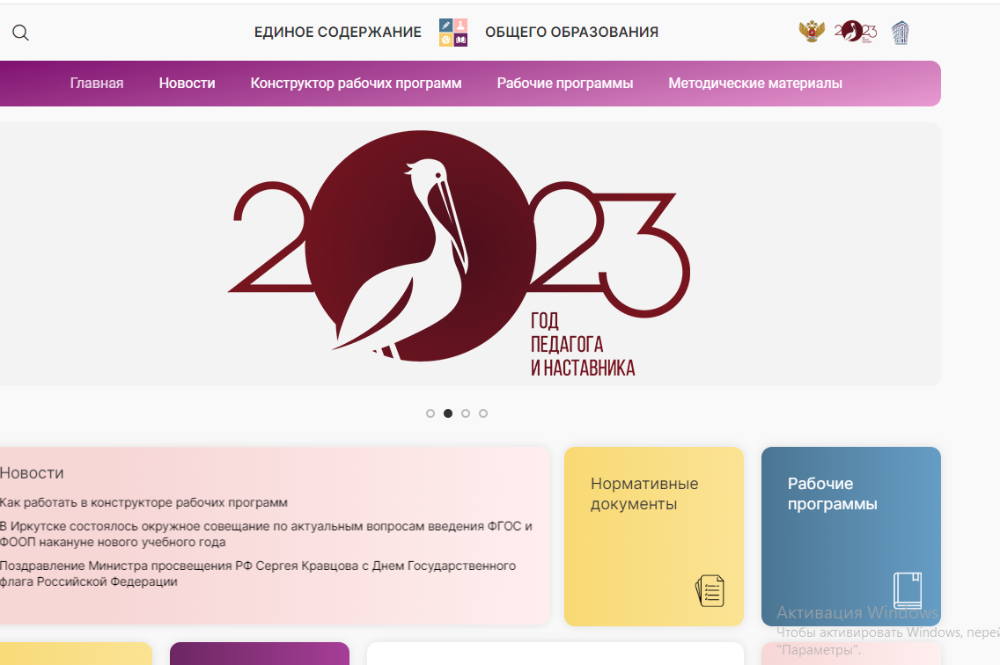 ЕДИНОЕ СОДЕРЖАНИЕ ОБЩЕГО ОБРАЗОВАНИЯ
2023
Главная Новости Конструктор рабочих программ Рабочие программы Методические материалы
2023
ГОД
ПЕДАГОГА
И НАСТАВНИКА
Новости
Как работать в конструкторе рабочих программ
В Иркутске состоялось окружное совещание по актуальным вопросам введения ФГОС и
ФООП накануне нового учебного года
Поздравление Министра просвещения РФ Сергея Кравцова с Днем Государственного
флага Российской Федерации
Нормативные
документы
Рабочие
программы
Активация Windows
Чтобы активировать Windows, перей
"Параметры".